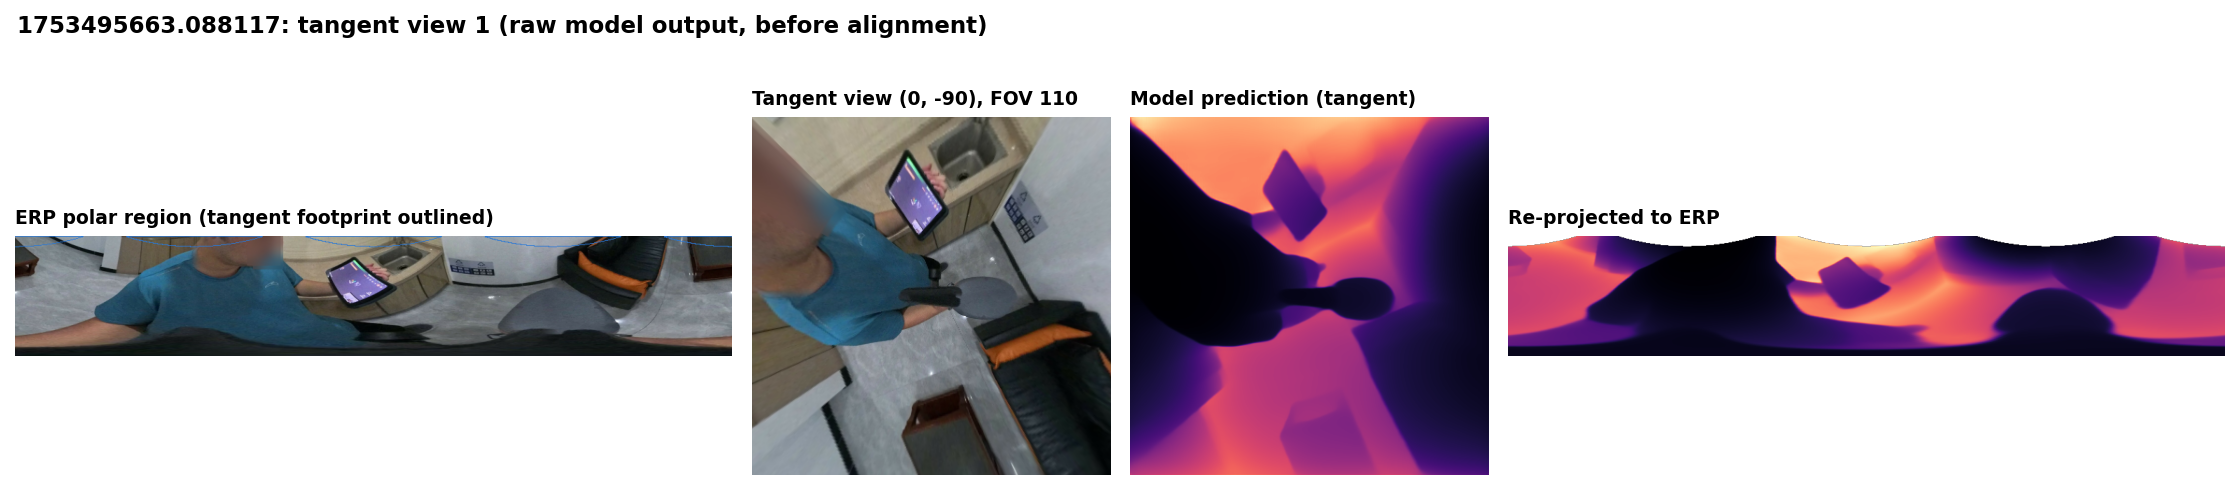 1753495663.088117: tangent view 1 (raw model output, before alignment)
ERP polar region (tangent footprint outlined)
Tangent view (0, -90), FOV 110
Model prediction (tangent)
Re-projected to ERP